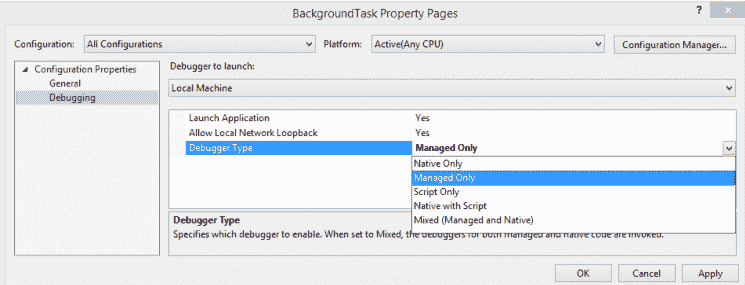 BackgroundTask Property Pages
?
Configuration: All Configurations Platform: Active(Any CPU) Configuration Manager...
Configuration Properties
General
Debugging
Debugger to launch:
Local Machine
Launch Application Yes
Allow Local Network Loopback Yes
Debugger Type Managed Only
Native Only
Managed Only
Script Only
Native with Script
Mixed (Managed and Native)
Debugger Type
Specifies which debugger to enable. When set to Mixed, the debuggers for both managed and native code are invoked.
OK Cancel Apply